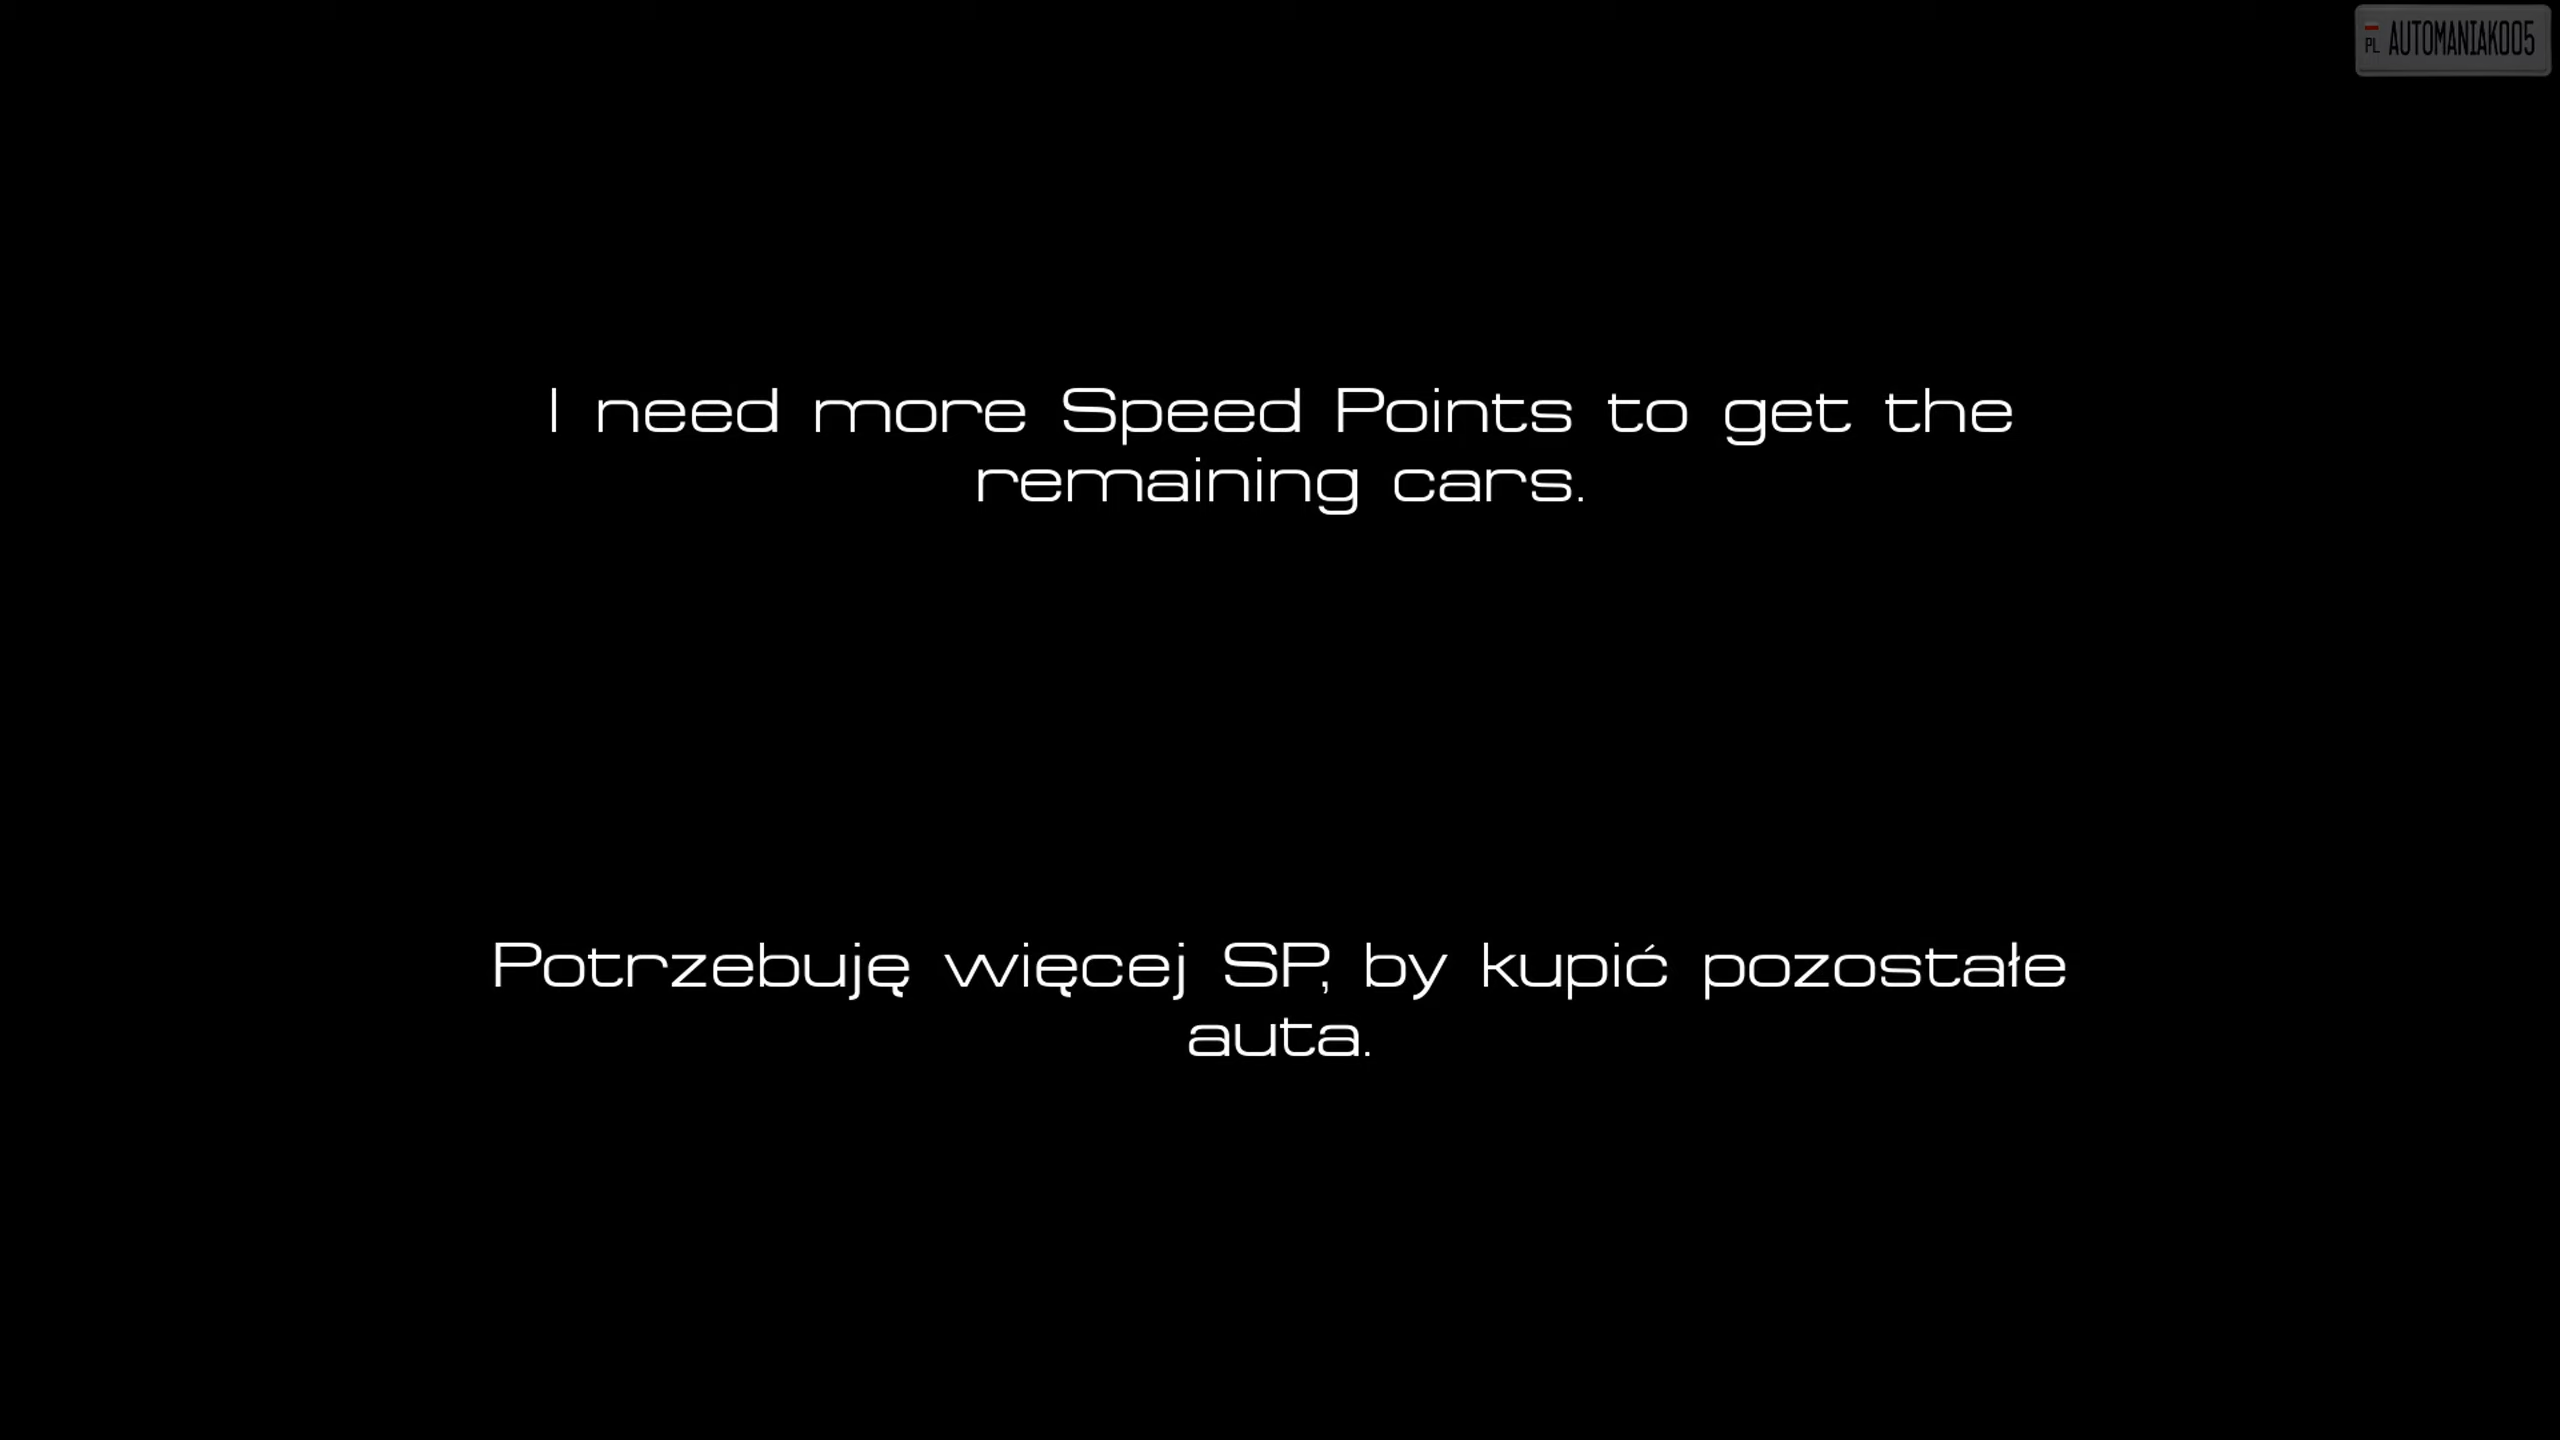 PL AUTOMANIAK005
I need more Speed Points to get the
remaining cars.
Potrzebuję więcej SP, by kupić pozostałe
auta.